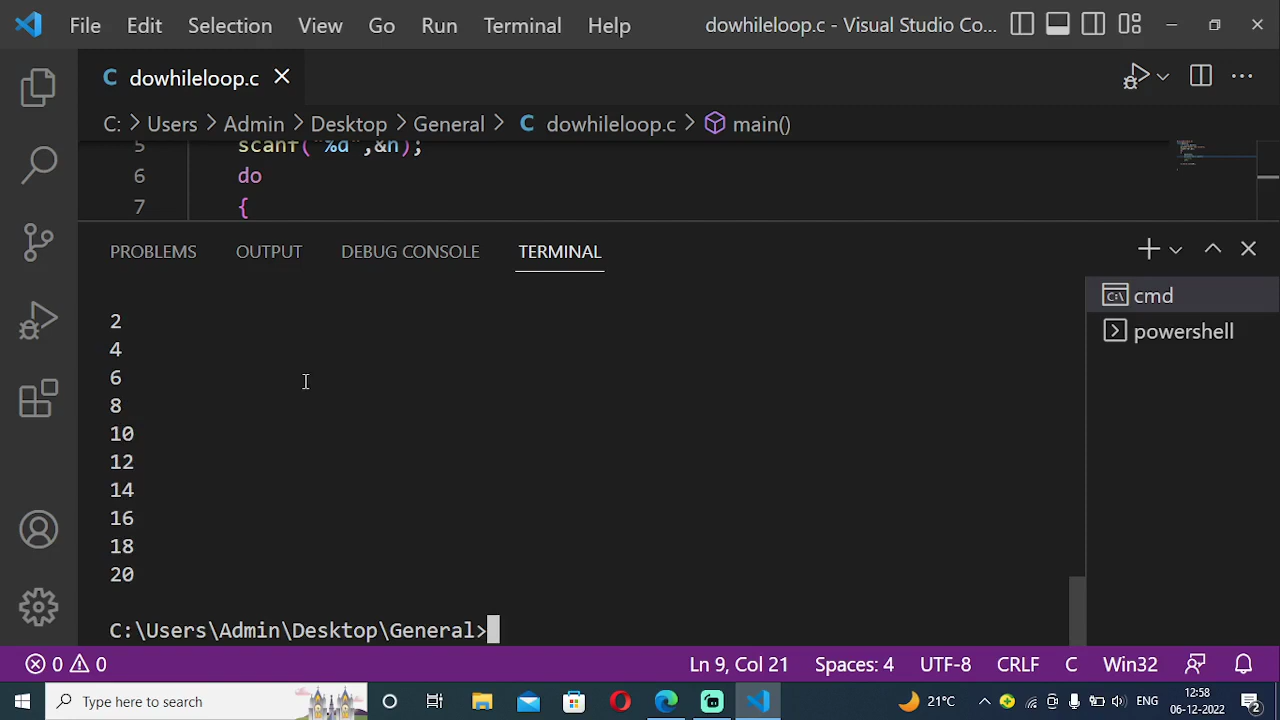 File Edit Selection View Go Run Terminal Help dowhileloop.c - Visual Studio Co...
C dowhileloop.c
C: > Users > Admin > Desktop > General > C dowhileloop.c > main()
5 scanf("%d",&n);
6 do
7 {
PROBLEMS OUTPUT DEBUG CONSOLE TERMINAL
cmd
powershell
2
4
6
8
10
12
14
16
18
20
C:\Users\Admin\Desktop\General>
0 0 Ln 9, Col 21 Spaces: 4 UTF-8 CRLF C Win32
Type here to search 21°C ENG 12:58
06-12-2022 2